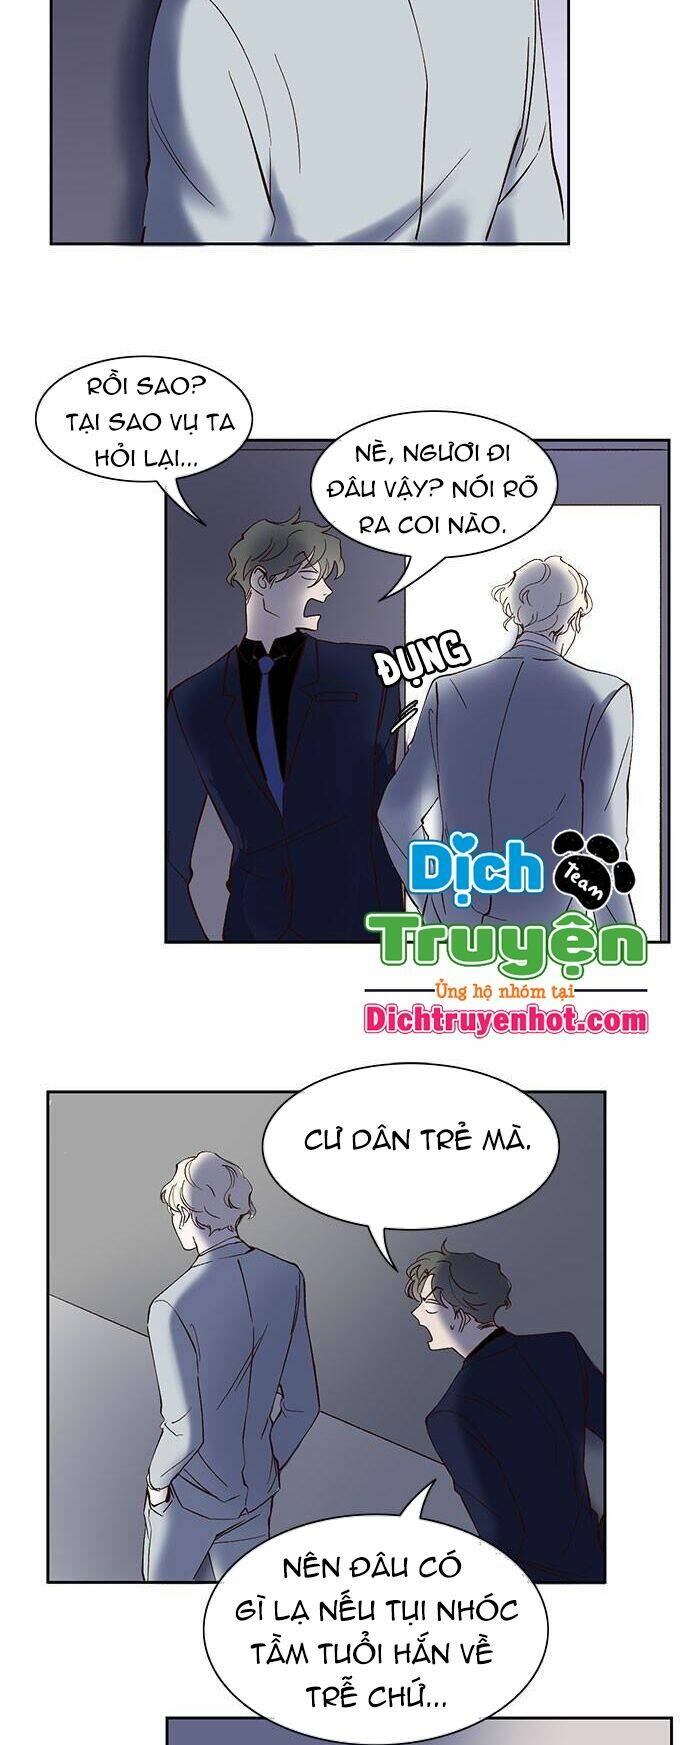 RỒI SAO?
TẠI SAO VỤ TA
HỎI LẠI...
NÈ, NGƯƠI ĐI
ĐÂU VẬY? NÓI RÕ
RA COI NÀO.
ĐỤNG
Dịch
Team
Truyện
Ủng hộ nhóm tại
Dichtruyenhot.com
CƯ DÂN TRẺ MÀ.
NÊN ĐÂU CÓ
GÌ LẠ NẾU TỤI NHÓC
TẦM TUỔI HẮN VỀ
TRỄ CHỨ...